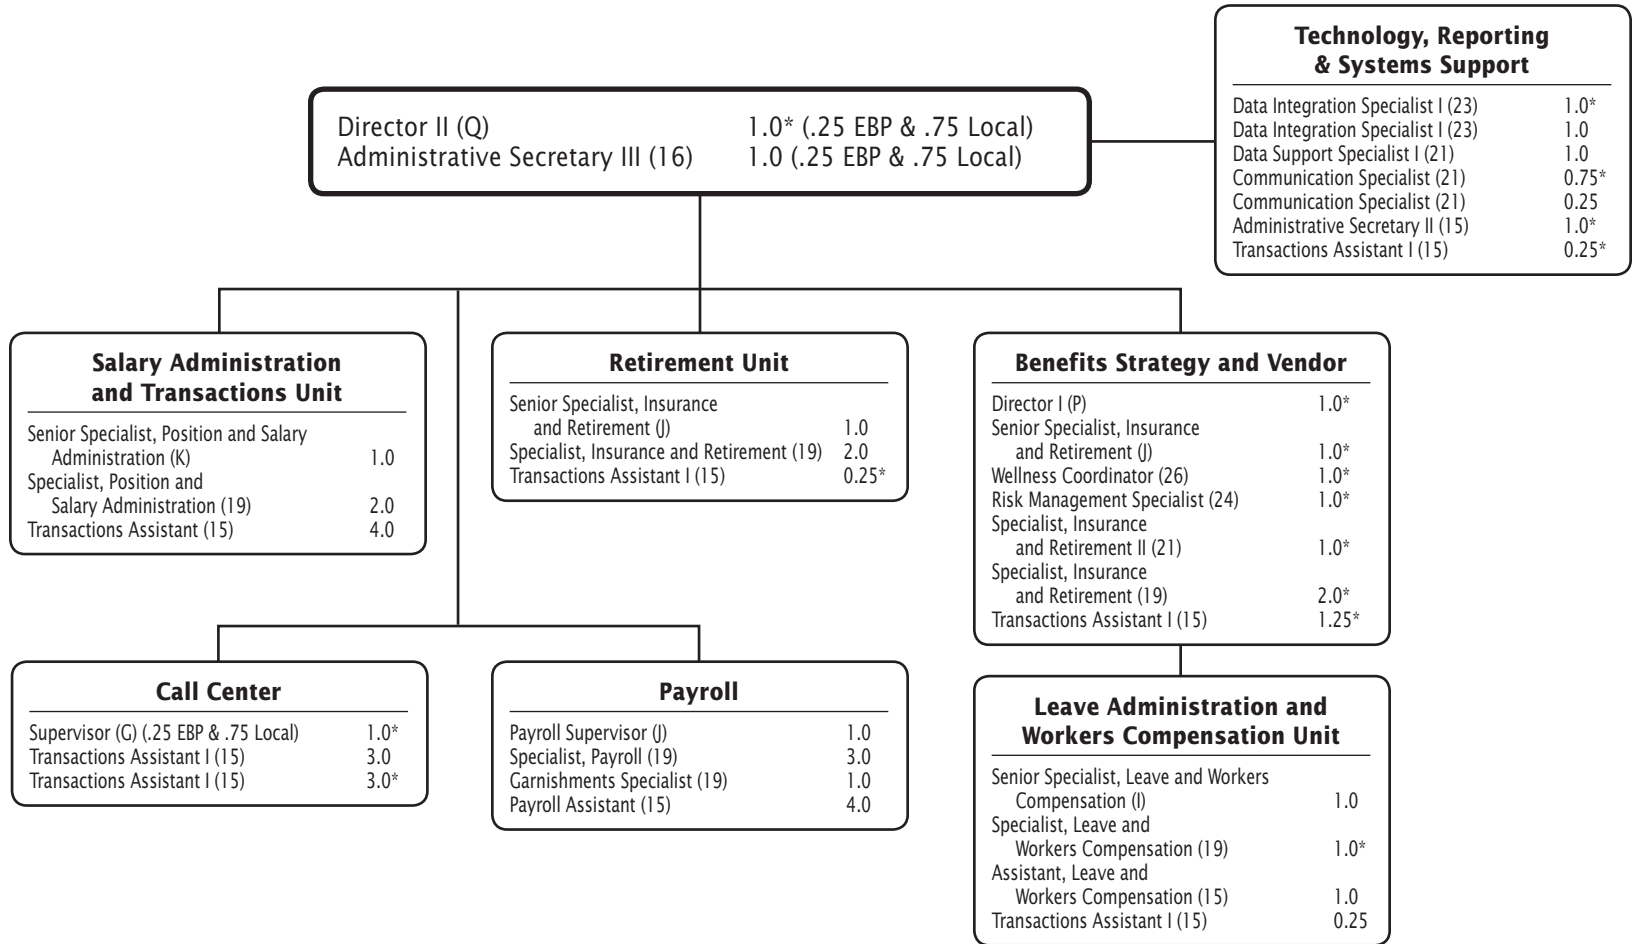 Technology, Reporting
& Systems Support
Data Integration Specialist I (23) 1.0*
Data Integration Specialist I (23) 1.0
Data Support Specialist I (21) 1.0
Communication Specialist (21) 0.75*
Communication Specialist (21) 0.25
Administrative Secretary II (15) 1.0*
Transactions Assistant I (15) 0.25*
Director II (Q) 1.0* (.25 EBP & .75 Local)
Administrative Secretary III (16) 1.0 (.25 EBP & .75 Local)
Salary Administration
and Transactions Unit
Senior Specialist, Position and Salary
Administration (K) 1.0
Specialist, Position and
Salary Administration (19) 2.0
Transactions Assistant (15) 4.0
Retirement Unit
Senior Specialist, Insurance
and Retirement (J) 1.0
Specialist, Insurance and Retirement (19) 2.0
Transactions Assistant I (15) 0.25*
Benefits Strategy and Vendor
Director I (P) 1.0*
Senior Specialist, Insurance
and Retirement (J) 1.0*
Wellness Coordinator (26) 1.0*
Risk Management Specialist (24) 1.0*
Specialist, Insurance
and Retirement II (21) 1.0*
Specialist, Insurance
and Retirement (19) 2.0*
Transactions Assistant I (15) 1.25*
Call Center
Supervisor (G) (.25 EBP & .75 Local) 1.0*
Transactions Assistant I (15) 3.0
Transactions Assistant I (15) 3.0*
Payroll
Payroll Supervisor (J) 1.0
Specialist, Payroll (19) 3.0
Garnishments Specialist (19) 1.0
Payroll Assistant (15) 4.0
Leave Administration and
Workers Compensation Unit
Senior Specialist, Leave and Workers
Compensation (I) 1.0
Specialist, Leave and
Workers Compensation (19) 1.0*
Assistant, Leave and
Workers Compensation (15) 1.0
Transactions Assistant I (15) 0.25